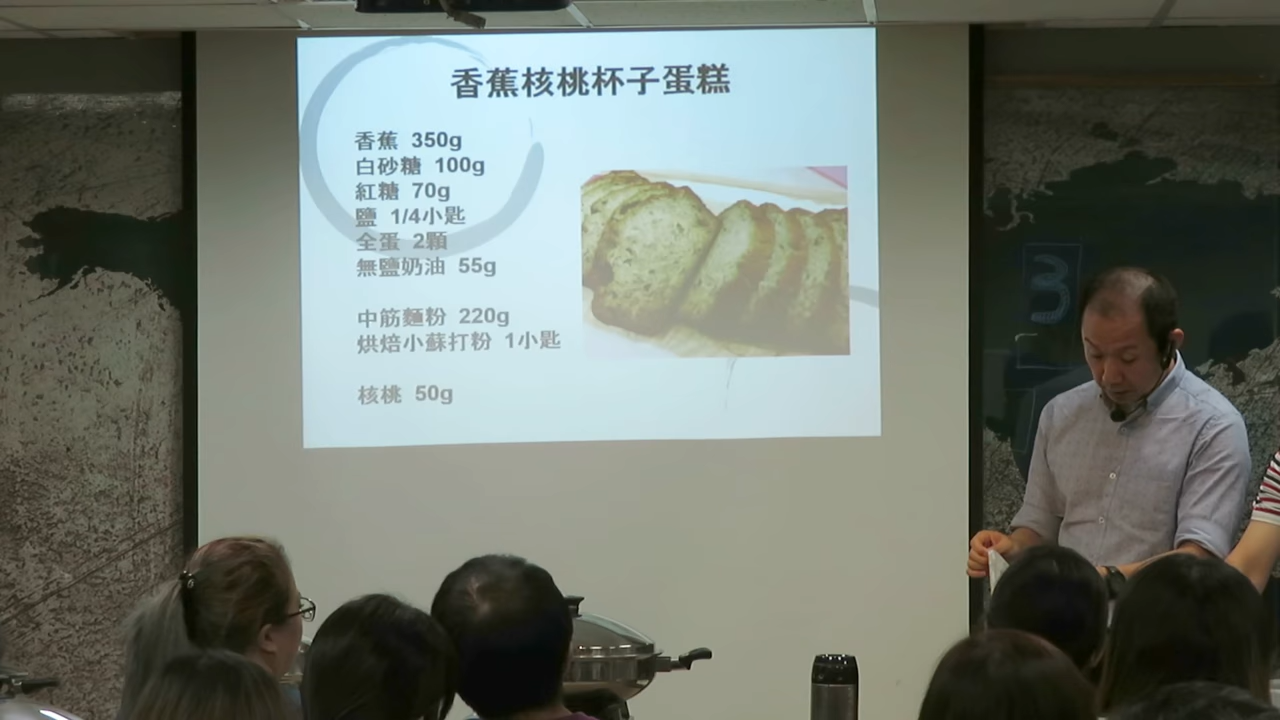 香蕉核桃杯子蛋糕
香蕉 350g
白砂糖 100g
紅糖 70g
鹽 1/4小匙
全蛋 2顆
無鹽奶油 55g
中筋麵粉 220g
烘焙小蘇打粉 1小匙
核桃 50g
3